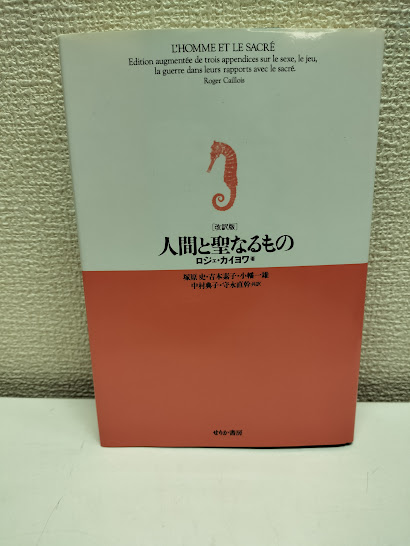 L'HOMME ET LE SACRÉ
Edition augmentée de trois appendices sur le sexe, le jeu,
la guerre dans leurs rapports avec le sacré.
Roger Caillois
[改訳版]
人間と聖なるもの
ロジェ・カイヨワ著
塚原 史・吉本素子・小幡一雄
中村典子・守永直幹 共訳
せりか書房